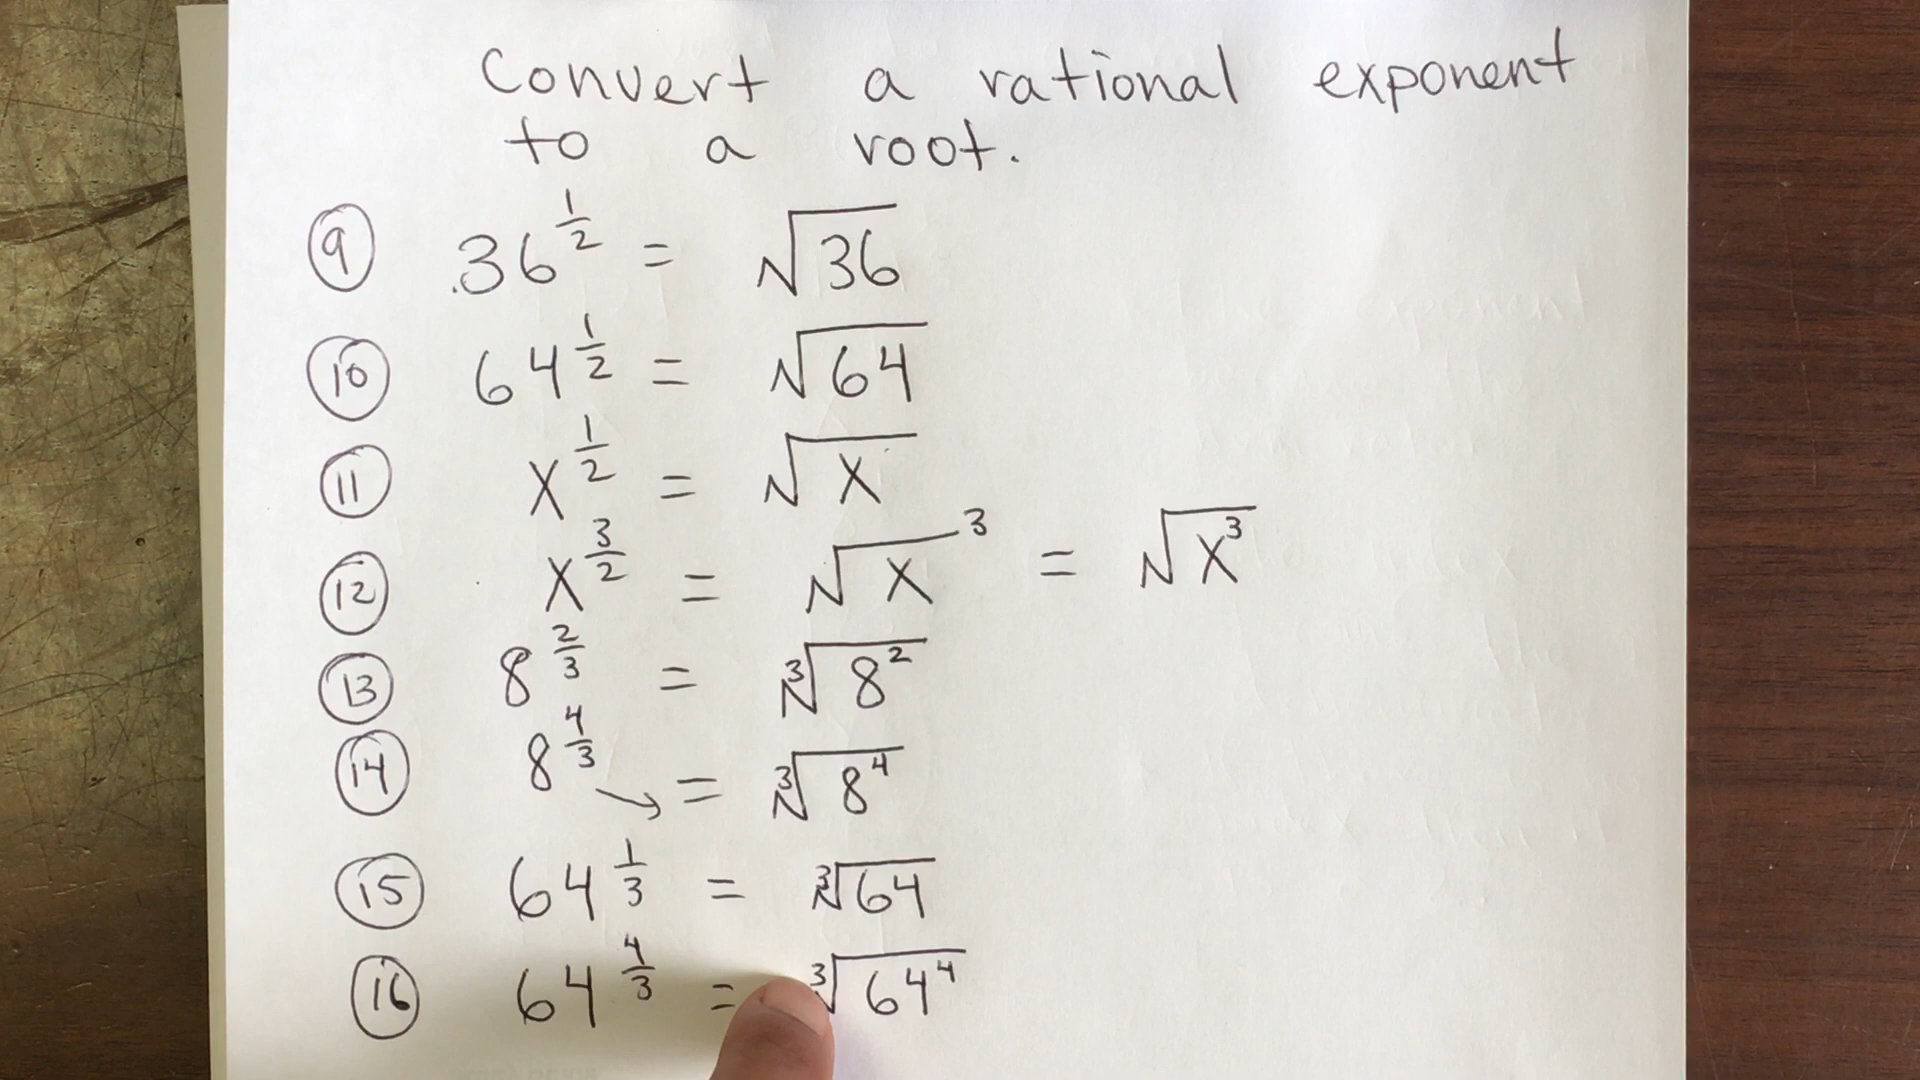 Convert a rational exponent
to a root.
9 36^{1/2} = √36
10 64^{1/2} = √64
11 x^{1/2} = √x
12 x^{3/2} = √x^3 = √(x^3)
13 8^{2/3} = ∛(8^2)
14 8^{4/3} → = ∛(8^4)
15 64^{1/3} = ∛64
16 64^{4/3} = ∛(64^4)